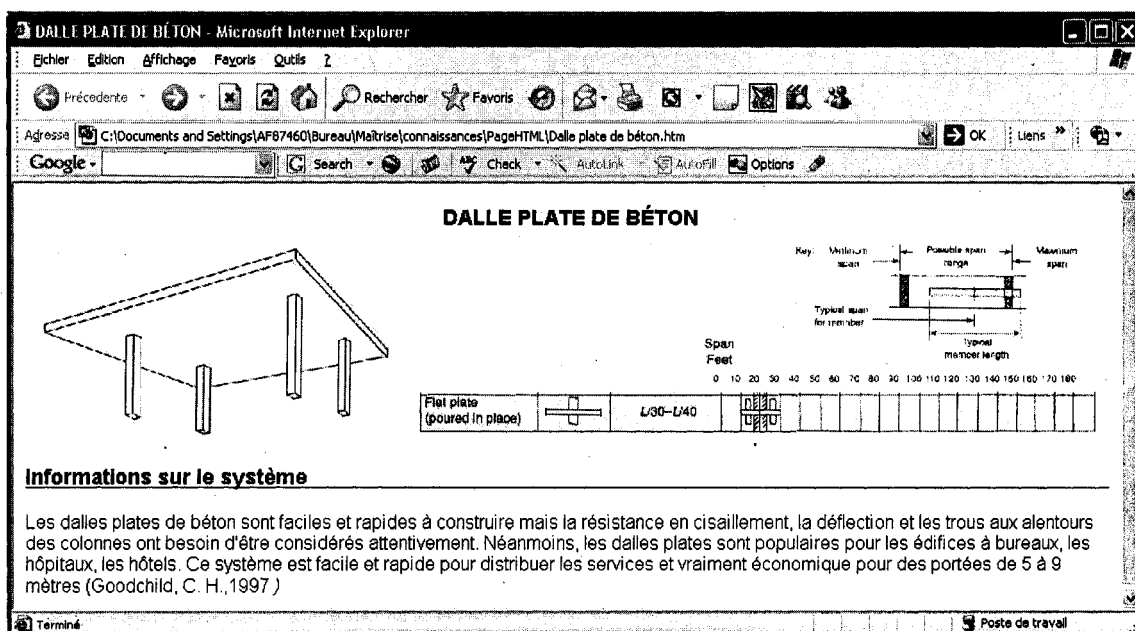 DALLE PLATE DE BÉTON - Microsoft Internet Explorer
Fichier Edition Affichage Favoris Outils ?
Précédente Rechercher Favoris
Adresse C:\Documents and Settings\AF87460\Bureau\Maîtrise\connaissances\PageHTML\Dalle plate de béton.htm OK Liens »
Google Search ABC Check AutoLink AutoFill Options
DALLE PLATE DE BÉTON
Key: Minimum span Possible span range Maximum span
Typical span for member
Typical member length
Span
Feet
0 10 20 30 40 50 60 70 80 90 100 110 120 130 140 150 160 170 180
Flat plate
(poured in place) L/30–L/40
Informations sur le système
Les dalles plates de béton sont faciles et rapides à construire mais la résistance en cisaillement, la déflection et les trous aux alentours
des colonnes ont besoin d'être considérés attentivement. Néanmoins, les dalles plates sont populaires pour les édifices à bureaux, les
hôpitaux, les hôtels. Ce système est facile et rapide pour distribuer les services et vraiment économique pour des portées de 5 à 9
mètres (Goodchild, C. H.,1997 )
Terminé Poste de travail